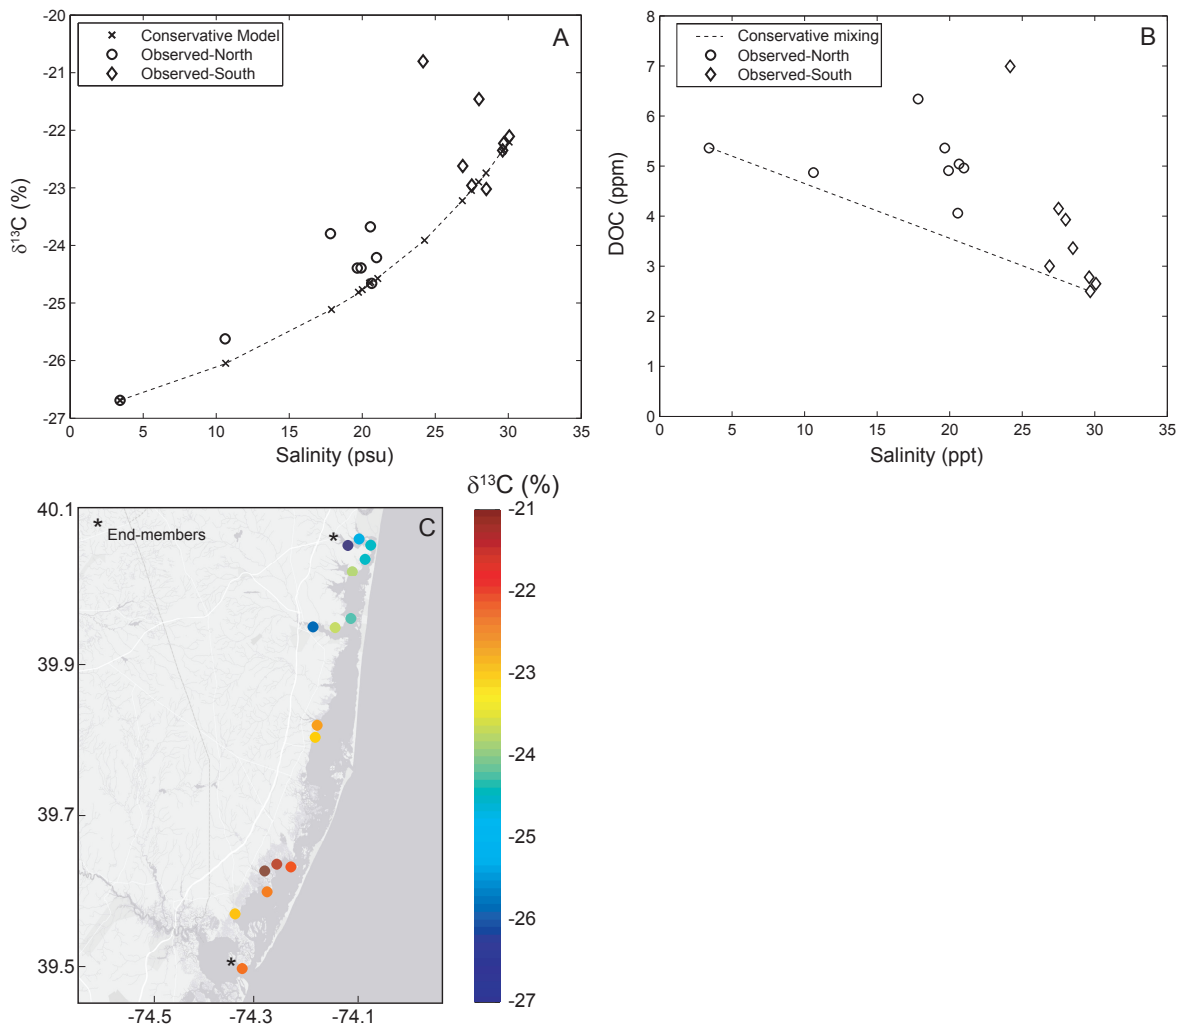 A
Conservative Model
Observed-North
Observed-South
-20
-21
-22
-23
-24
-25
-26
-27
δ¹³C (%)
0 5 10 15 20 25 30 35
Salinity (psu)
B
Conservative mixing
Observed-North
Observed-South
8
7
6
5
4
3
2
1
0
DOC (ppm)
0 5 10 15 20 25 30 35
Salinity (ppt)
C
* End-members
*
*
40.1
39.9
39.7
39.5
-74.5 -74.3 -74.1
δ¹³C (%)
-21
-22
-23
-24
-25
-26
-27